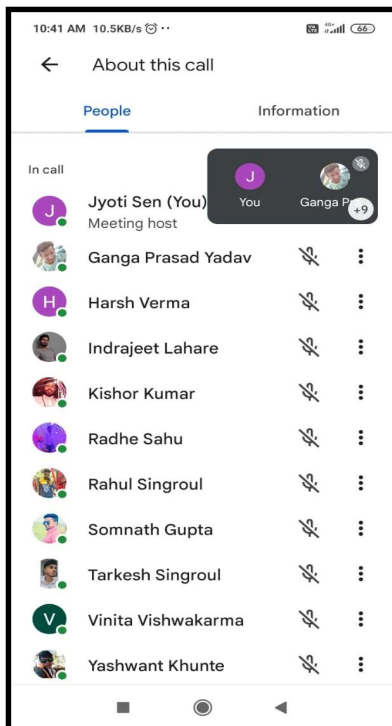 10:41 AM 10.5KB/s
4G+
66
About this call
People
Information
In call
J
You
Ganga P
+9
J
Jyoti Sen (You)
Meeting host
Ganga Prasad Yadav
H
Harsh Verma
Indrajeet Lahare
Kishor Kumar
Radhe Sahu
Rahul Singroul
Somnath Gupta
Tarkesh Singroul
V
Vinita Vishwakarma
Yashwant Khunte